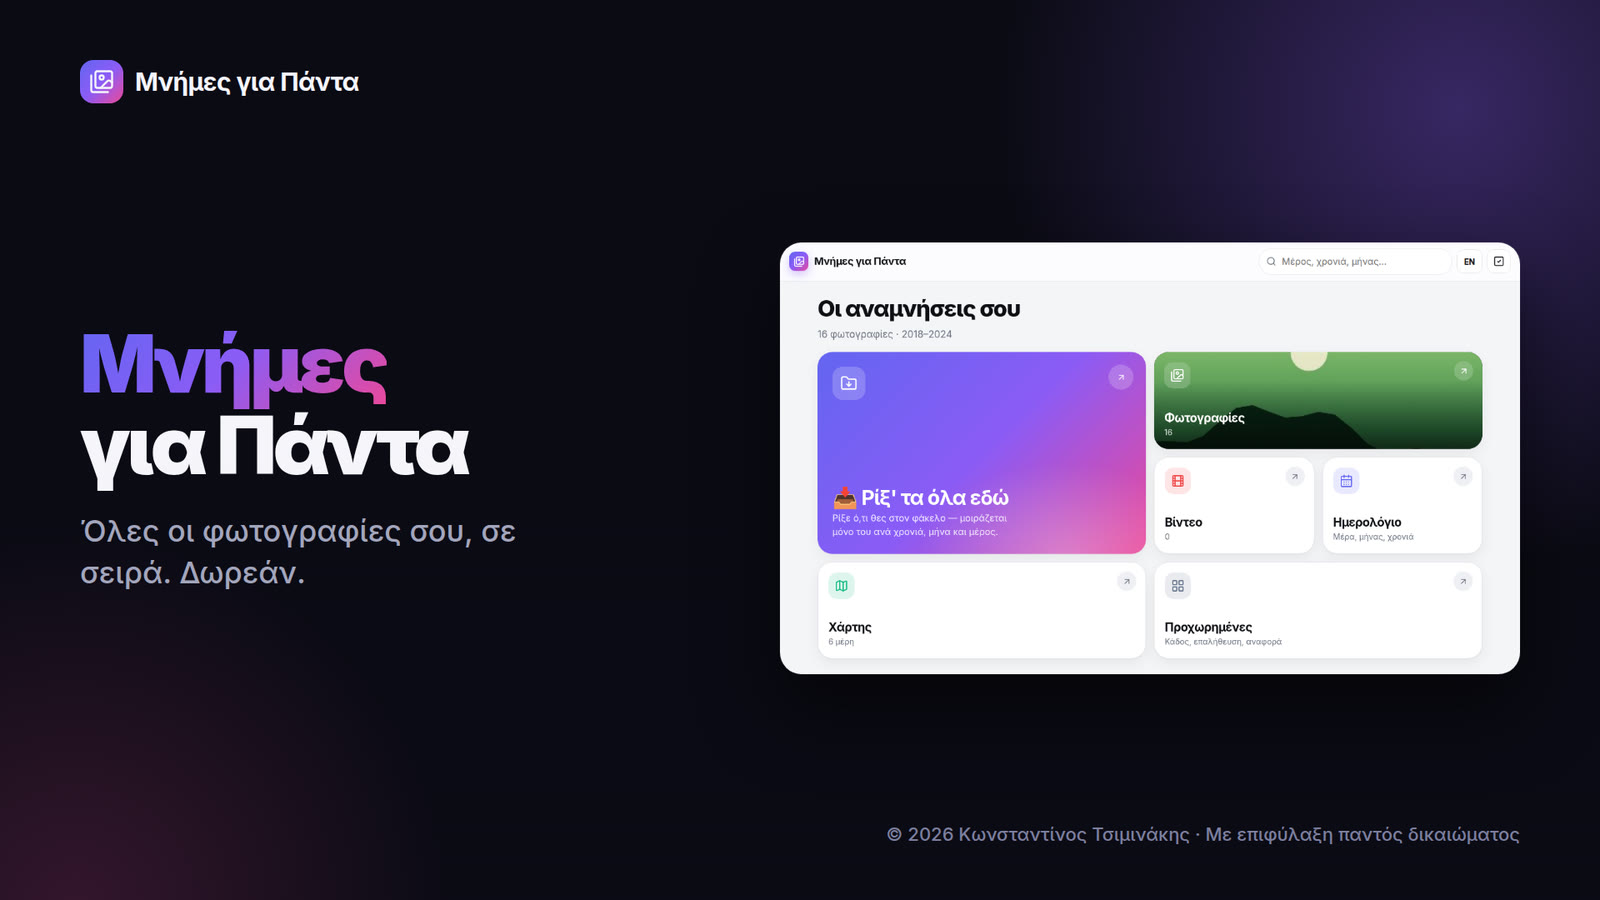 Μνήμες για Πάντα
Μνήμες
για Πάντα
Όλες οι φωτογραφίες σου, σε
σειρά. Δωρεάν.
Μνήμες για Πάντα
Μέρος, χρονιά, μήνας...
EN
Οι αναμνήσεις σου
16 φωτογραφίες · 2018–2024
📥 Ρίξ' τα όλα εδώ
Ρίξε ό,τι θες στον φάκελο — μοιράζεται
μόνο του ανά χρονιά, μήνα και μέρος.
Φωτογραφίες
16
Βίντεο
0
Ημερολόγιο
Μέρα, μήνας, χρονιά
Χάρτης
6 μέρη
Προχωρημένες
Κάδος, επαλήθευση, αναφορά
© 2026 Κωνσταντίνος Τσιμινάκης · Με επιφύλαξη παντός δικαιώματος